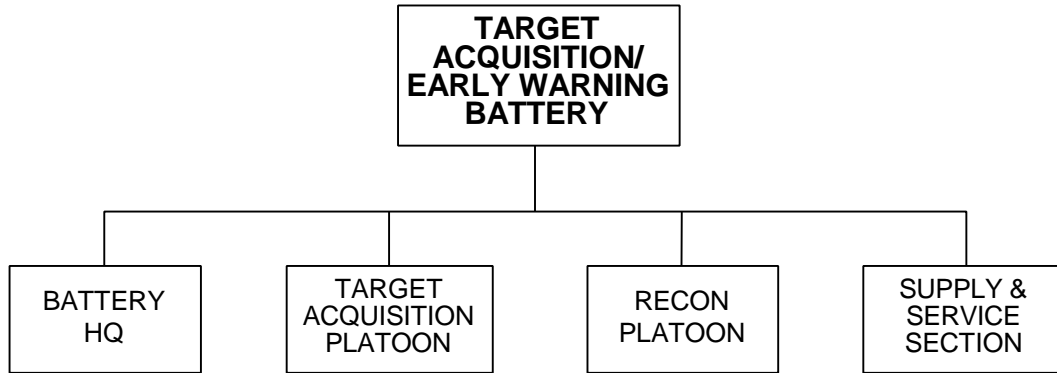 TARGET
ACQUISITION/
EARLY WARNING
BATTERY
BATTERY
HQ
TARGET
ACQUISITION
PLATOON
RECON
PLATOON
SUPPLY &
SERVICE
SECTION